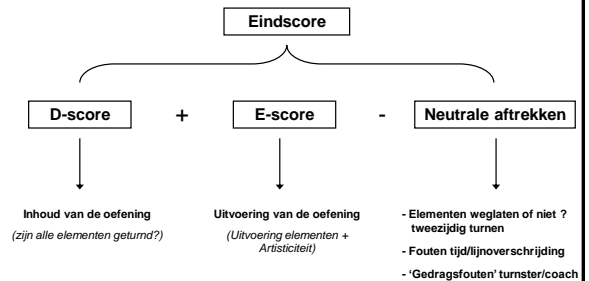 Eindscore
D-score + E-score - Neutrale aftrekken
Inhoud van de oefening
(zijn alle elementen geturnd?)
Uitvoering van de oefening
(Uitvoering elementen +
Artisticiteit)
- Elementen weglaten of niet ?
tweezijdig turnen
- Fouten tijd/lijnoverschrijding
- ‘Gedragsfouten’ turnster/coach